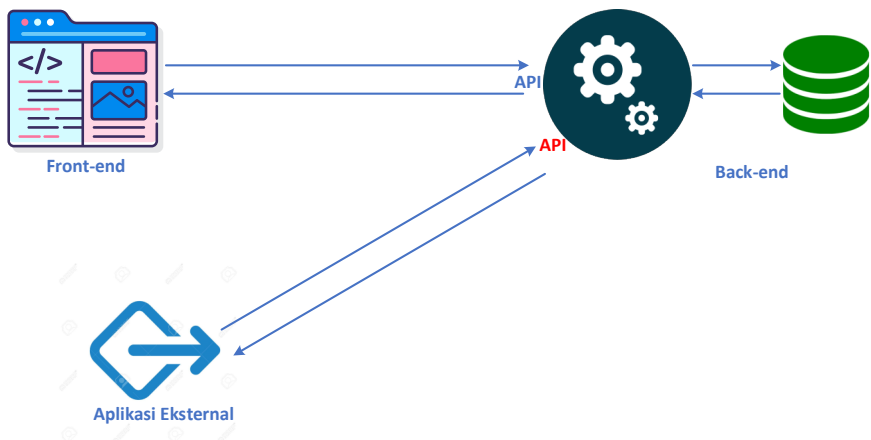 </>
API
Front-end
API
Back-end
Aplikasi Eksternal